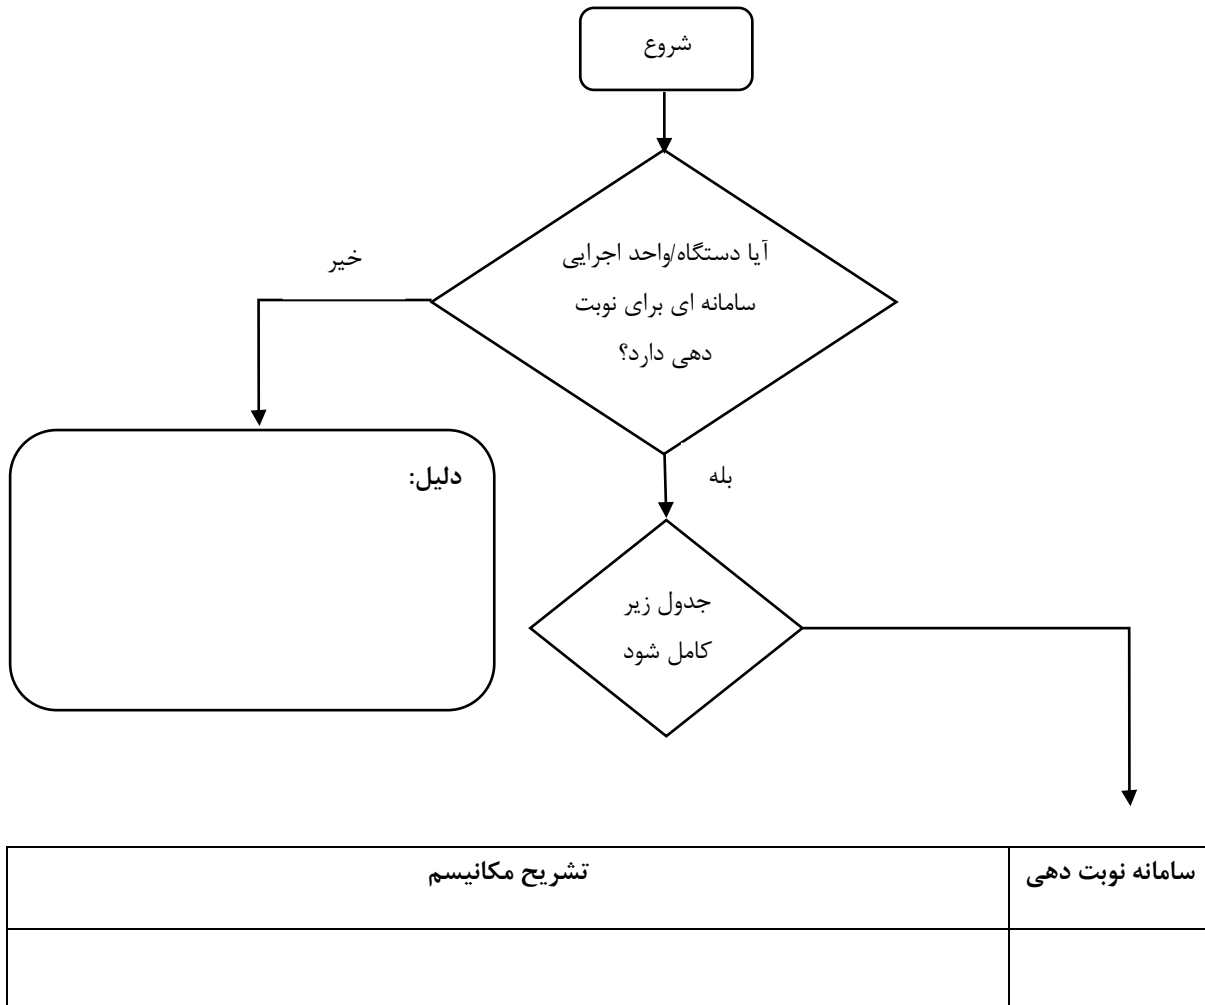 شروع
آیا دستگاه/واحد اجرایی
سامانه ای برای نوبت
دهی دارد؟
خیر
بله
دلیل:
جدول زیر
کامل شود
سامانه نوبت دهی
تشریح مکانیسم